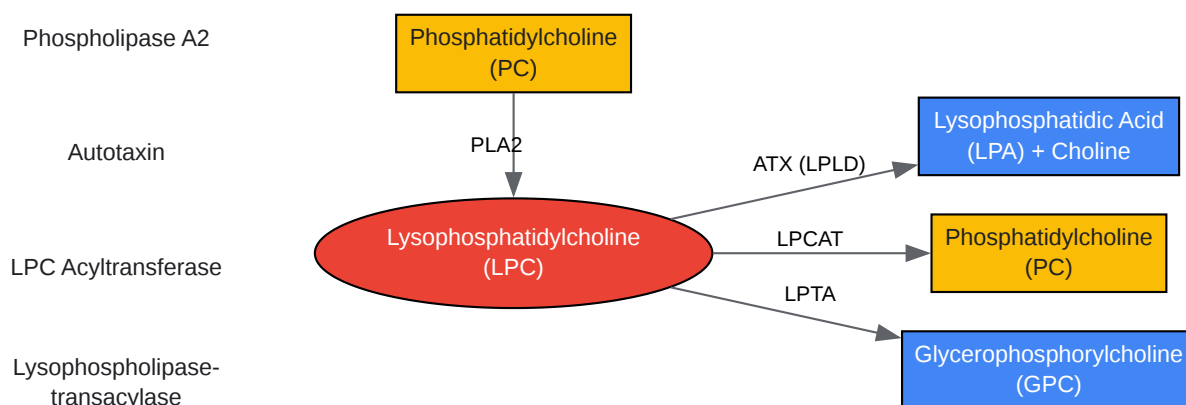 Phospholipase A2
Phosphatidylcholine
(PC)
Autotaxin
PLA2
ATX (LPLD)
Lysophosphatidic Acid
(LPA) + Choline
LPC Acyltransferase
Lysophosphatidylcholine
(LPC)
LPCAT
Phosphatidylcholine
(PC)
LPTA
Lysophospholipase-
transacylase
Glycerophosphorylcholine
(GPC)